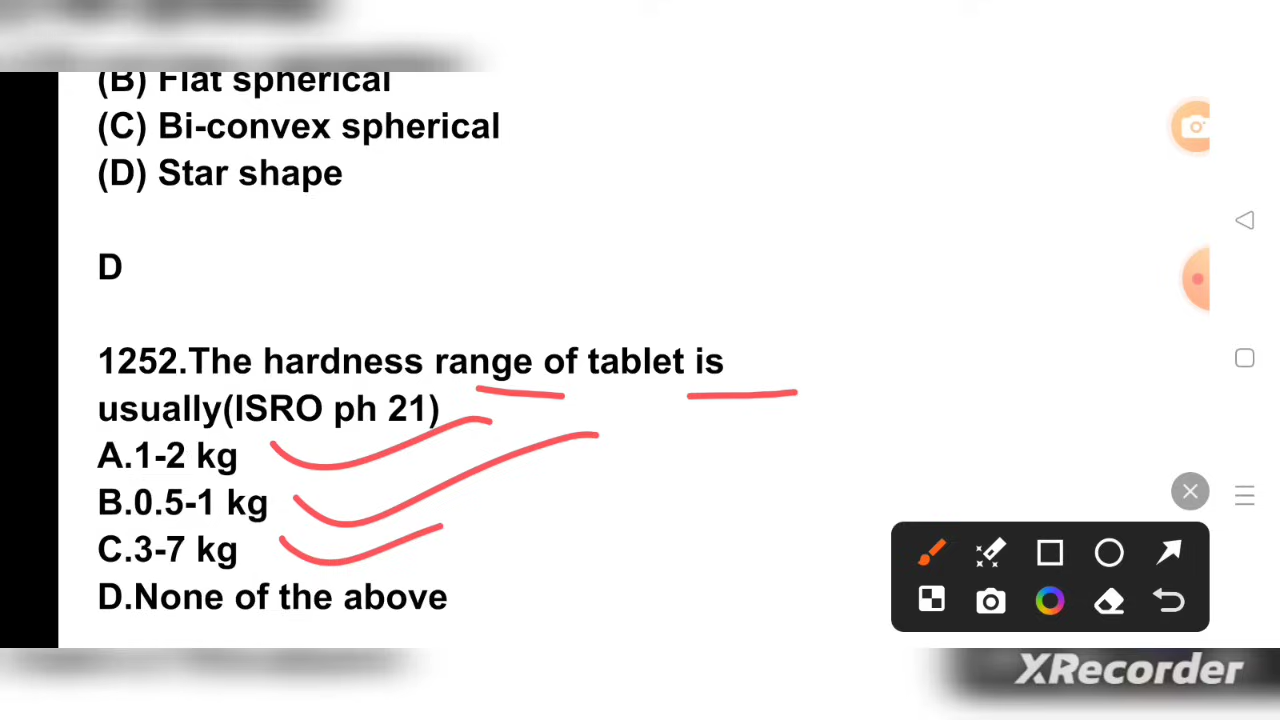 (B) Flat spherical
(C) Bi-convex spherical
(D) Star shape
D
1252.The hardness range of tablet is
usually(ISRO ph 21)
A.1-2 kg
B.0.5-1 kg
C.3-7 kg
D.None of the above
XRecorder